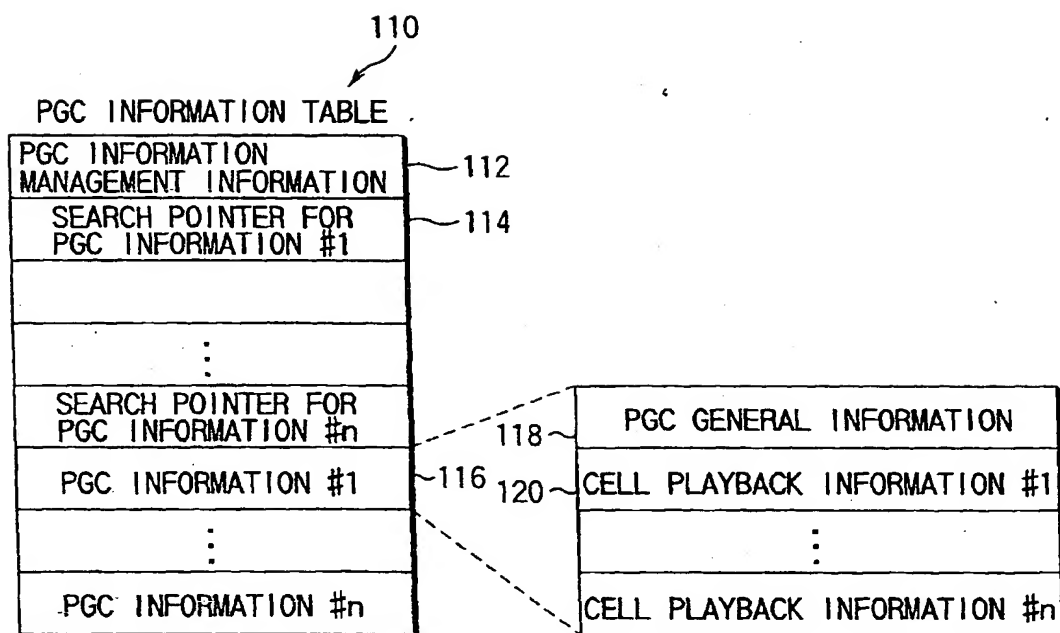 110
PGC INFORMATION TABLE
PGC INFORMATION
MANAGEMENT INFORMATION
112
SEARCH POINTER FOR
PGC INFORMATION #1
114
⋮
SEARCH POINTER FOR
PGC INFORMATION #n
PGC INFORMATION #1
116
⋮
PGC INFORMATION #n
PGC GENERAL INFORMATION
118
CELL PLAYBACK INFORMATION #1
120
⋮
CELL PLAYBACK INFORMATION #n